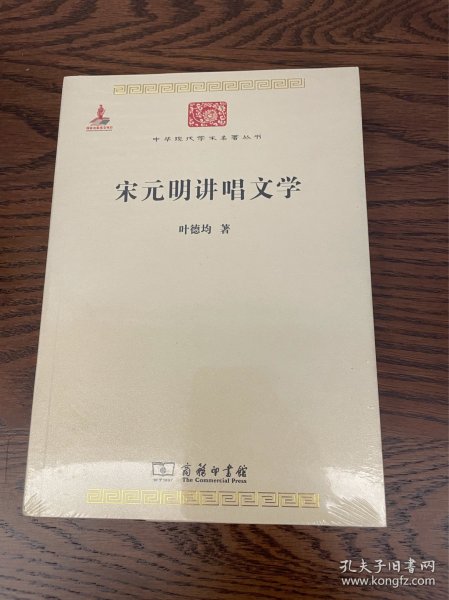 中华现代学术名著丛书
宋元明讲唱文学
叶德均 著
商务印书馆
The Commercial Press
孔夫子旧书网
www.kongfz.com